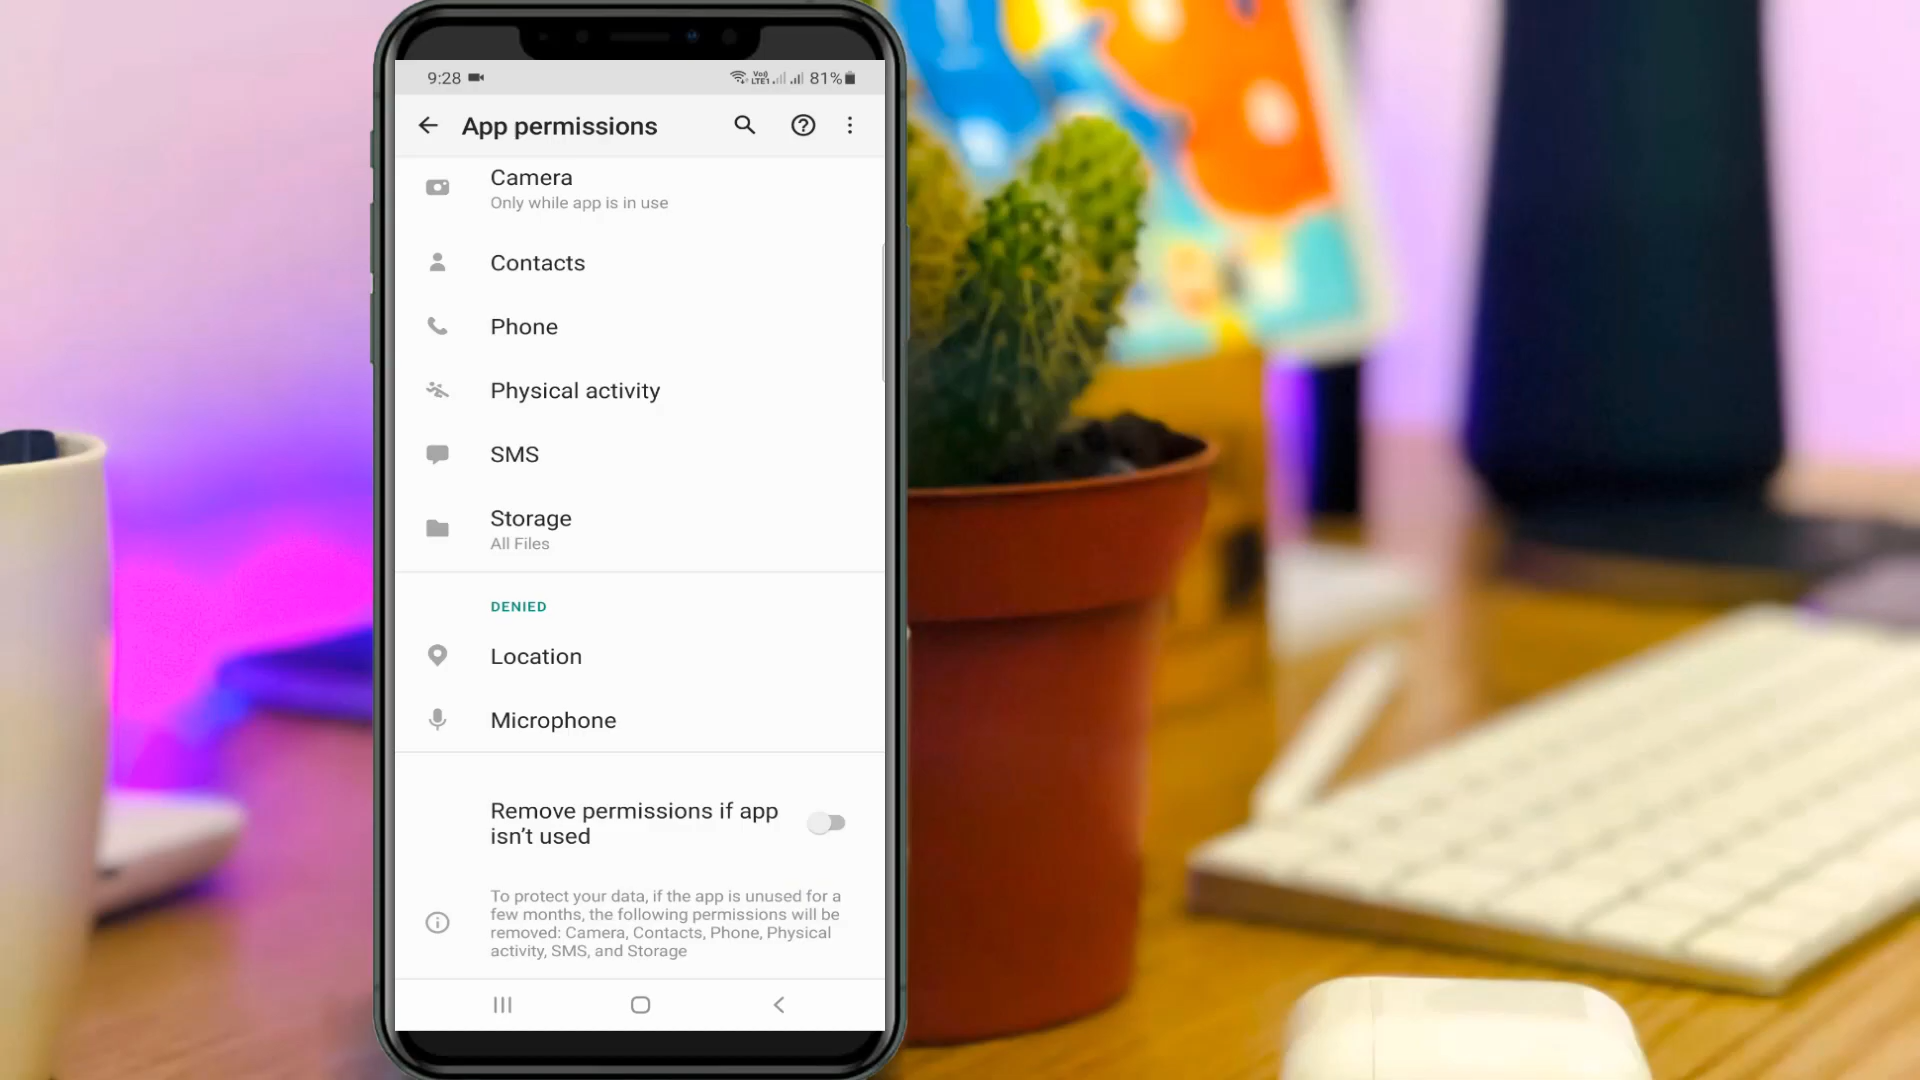 9:28 81%
App permissions
Camera
Only while app is in use
Contacts
Phone
Physical activity
SMS
Storage
All Files
DENIED
Location
Microphone
Remove permissions if app
isn't used
To protect your data, if the app is unused for a
few months, the following permissions will be
removed: Camera, Contacts, Phone, Physical
activity, SMS, and Storage